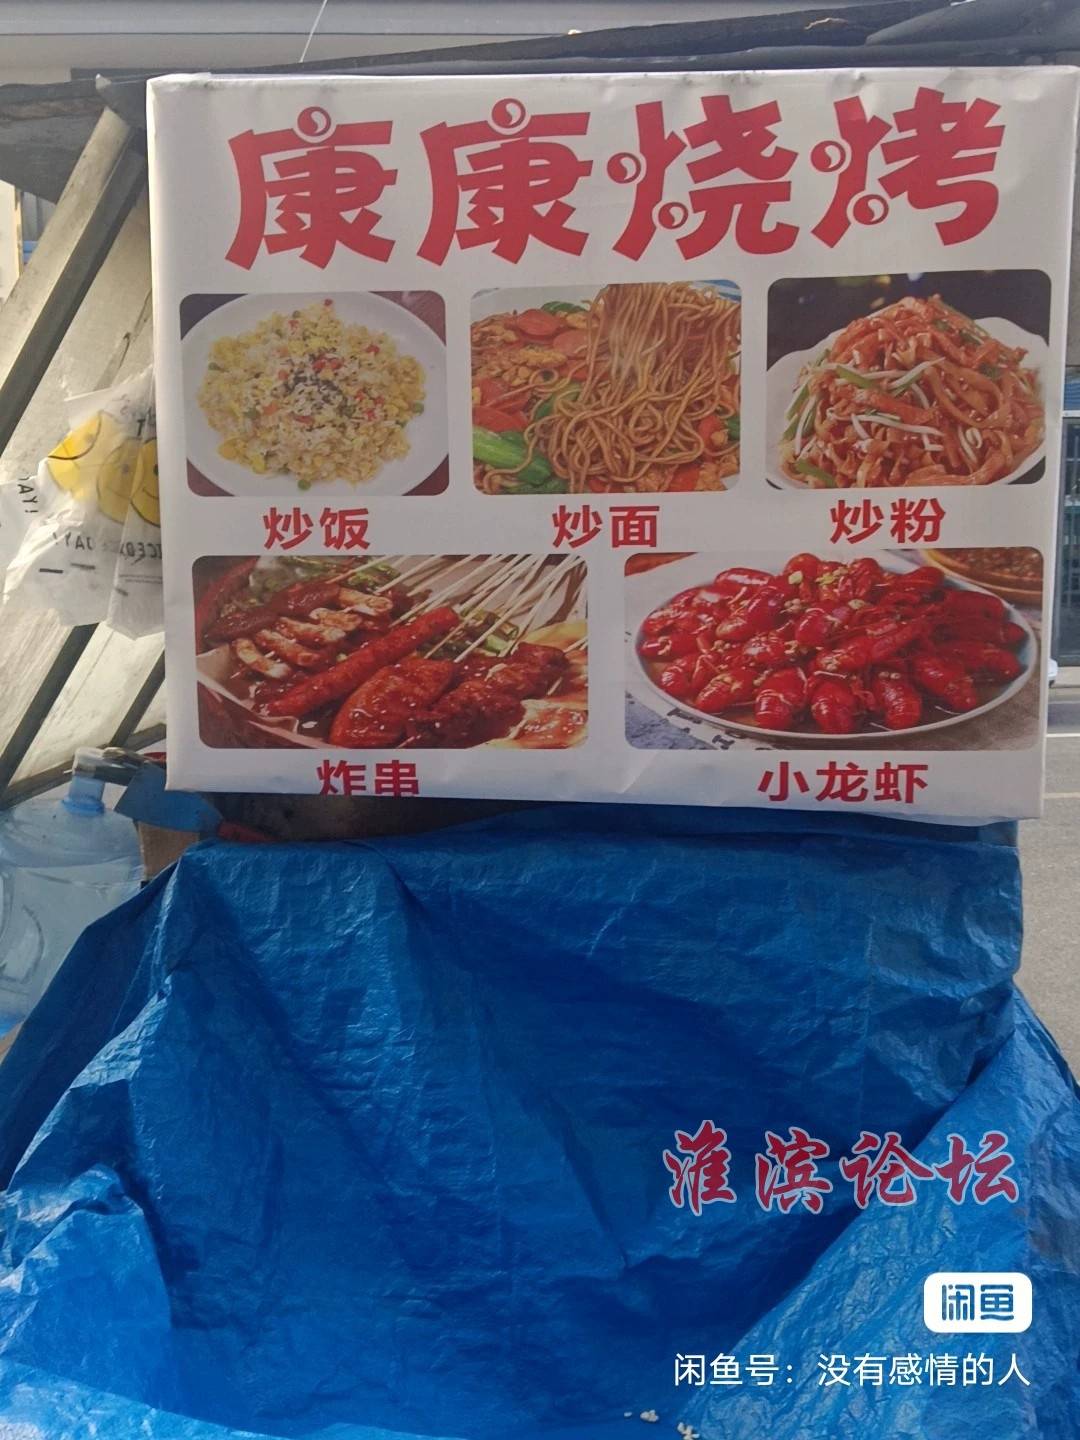 康康烧烤
炒饭 炒面 炒粉
炸串 小龙虾
淮滨论坛
闲鱼
闲鱼号：没有感情的人